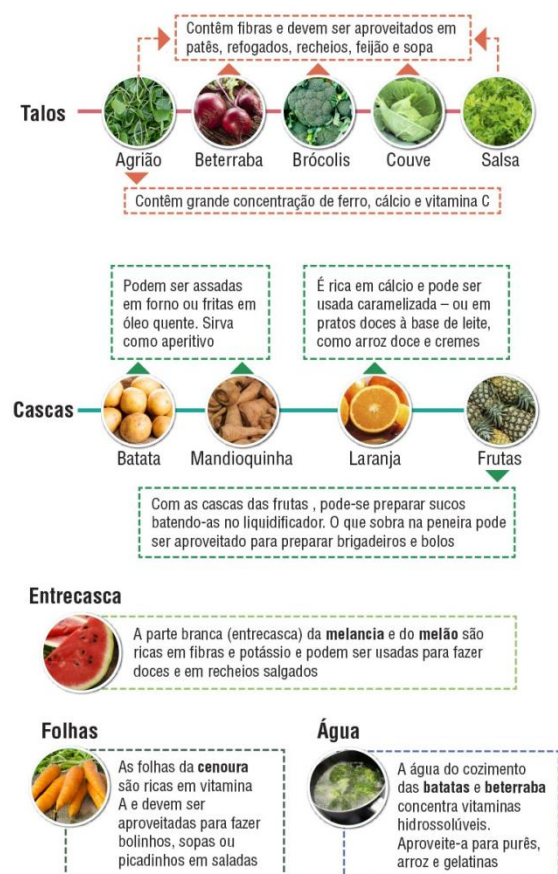 Contêm fibras e devem ser aproveitados em
patês, refogados, recheios, feijão e sopa
Talos
Agrião
Beterraba
Brócolis
Couve
Salsa
Contêm grande concentração de ferro, cálcio e vitamina C
Podem ser assadas
em forno ou fritas em
óleo quente. Sirva
como aperitivo
É rica em cálcio e pode ser
usada caramelizada – ou em
pratos doces à base de leite,
como arroz doce e cremes
Cascas
Batata
Mandioquinha
Laranja
Frutas
Com as cascas das frutas , pode-se preparar sucos
batendo-as no liquidificador. O que sobra na peneira pode
ser aproveitado para preparar brigadeiros e bolos
Entrecasca
A parte branca (entrecasca) da melancia e do melão são
ricas em fibras e potássio e podem ser usadas para fazer
doces e em recheios salgados
Folhas
As folhas da cenoura
são ricas em vitamina
A e devem ser
aproveitadas para fazer
bolinhos, sopas ou
picadinhos em saladas
Água
A água do cozimento
das batatas e beterraba
concentra vitaminas
hidrossolúveis.
Aproveite-a para purês,
arroz e gelatinas